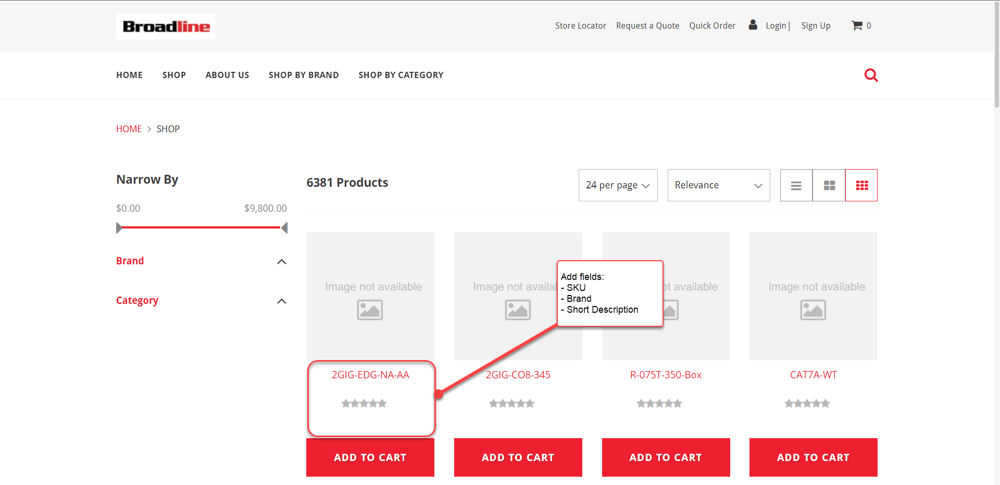 Broadline
Store Locator Request a Quote Quick Order Login | Sign Up 0
HOME SHOP ABOUT US SHOP BY BRAND SHOP BY CATEGORY
HOME > SHOP
Narrow By
$0.00 $9,800.00
Brand
Category
6381 Products
24 per page
Relevance
Image not available
Image not availa
ot available
Image not available
Add fields:
- SKU
- Brand
- Short Description
2GIG-EDG-NA-AA
2GIG-CO8-345
R-075T-350-Box
CAT7A-WT
ADD TO CART
ADD TO CART
ADD TO CART
ADD TO CART